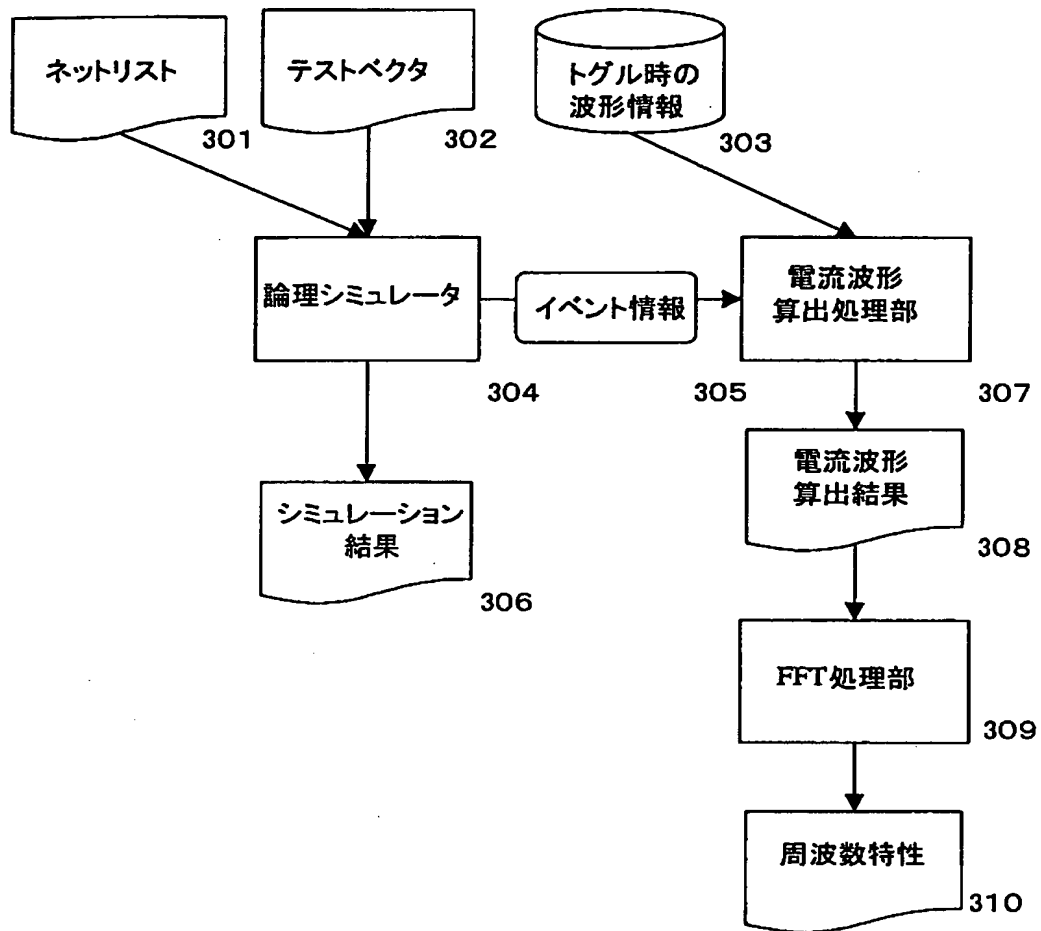 ネットリスト
301
テストベクタ
302
トグル時の
波形情報
303
論理シミュレータ
304
イベント情報
305
電流波形
算出処理部
307
シミュレーション
結果
306
電流波形
算出結果
308
FFT処理部
309
周波数特性
310